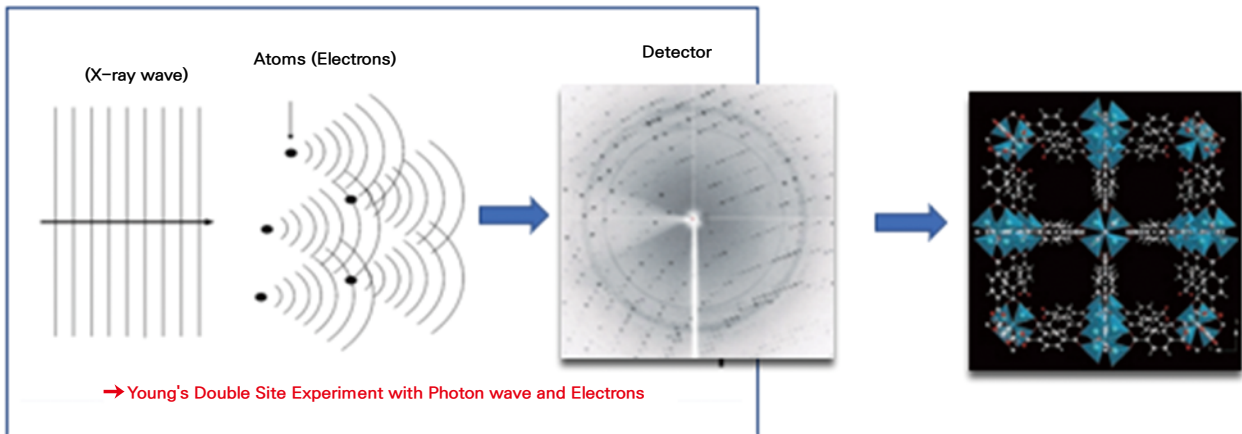 (X-ray wave)
Atoms (Electrons)
Detector
→ Young's Double Site Experiment with Photon wave and Electrons